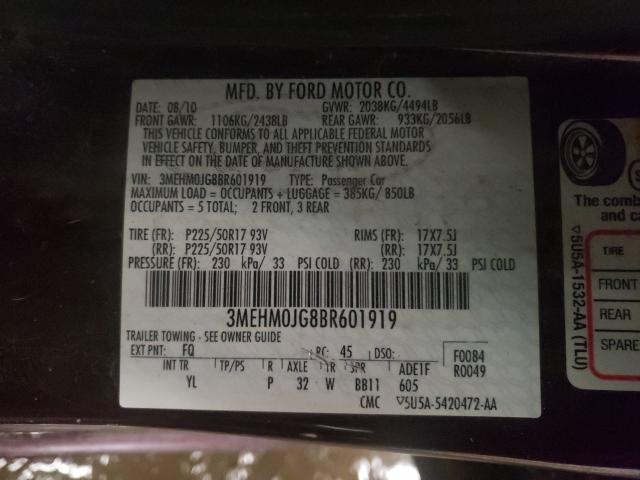 MFD. BY FORD MOTOR CO.
DATE: 08/10 GVWR: 2038KG/4494LB
FRONT GAWR: 1106KG/2438LB REAR GAWR: 933KG/2056LB
THIS VEHICLE CONFORMS TO ALL APPLICABLE FEDERAL MOTOR
VEHICLE SAFETY, BUMPER, AND THEFT PREVENTION STANDARDS
IN EFFECT ON THE DATE OF MANUFACTURE SHOWN ABOVE.
VIN: 3MEHM0JG8BR601919 TYPE: Passenger Car
MAXIMUM LOAD = OCCUPANTS + LUGGAGE = 385KG/ 850LB
OCCUPANTS = 5 TOTAL; 2 FRONT, 3 REAR
TIRE (FR): P225/50R17 93V RIMS (FR): 17X7.5J
(RR): P225/50R17 93V (RR): 17X7.5J
PRESSURE (FR): 230 kPa/ 33 PSI COLD (RR): 230 kPa/ 33 PSI COLD
3MEHM0JG8BR601919
TRAILER TOWING - SEE OWNER GUIDE
EXT PNT: FQ RC: 45 DSO: F0084
INT TR TP/PS R AXLE TR SPR ADE1F R0049
YL P 32 W BB11 605
CMC ▽5U5A-5420472-AA
The comb
and ca
TIRE
FRONT
REAR
SPARE
▽5U5A-1532-AA (TLU)